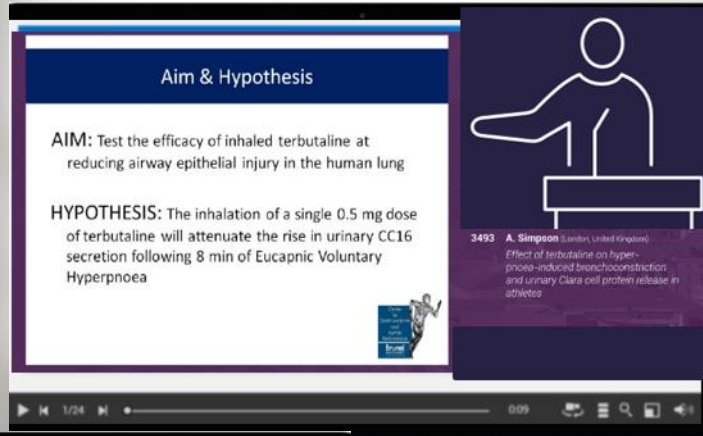 Aim & Hypothesis
AIM: Test the efficacy of inhaled terbutaline at
reducing airway epithelial injury in the human lung
HYPOTHESIS: The inhalation of a single 0.5 mg dose
of terbutaline will attenuate the rise in urinary CC16
secretion following 8 min of Eucapnic Voluntary
Hyperpnoea
3493 A. Simpson (London, United Kingdom)
Effect of terbutaline on hyper-
pnoea-induced bronchoconstriction
and urinary Clara cell protein release in
athletes
1/24
0:09